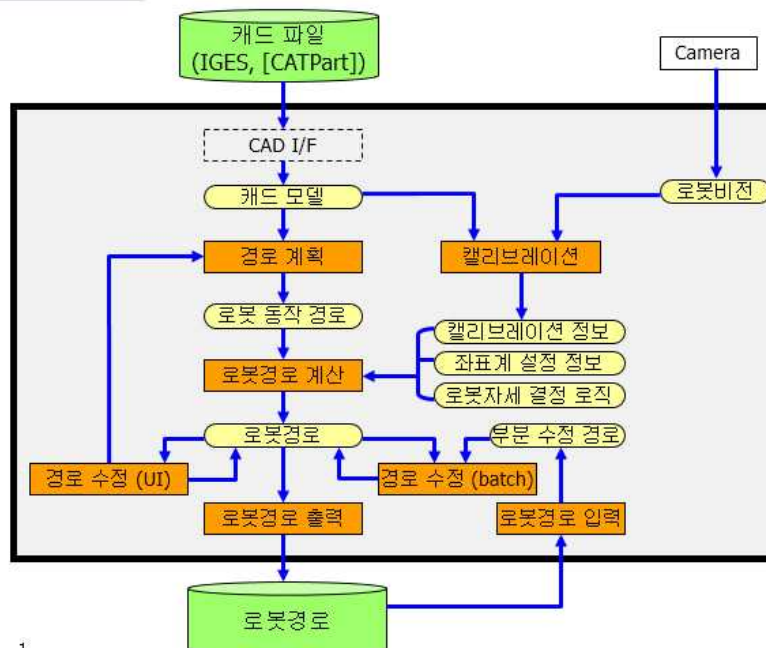 캐드 파일
(IGES, [CATPart])
Camera
CAD I/F
캐드 모델
로봇비전
경로 계획
캘리브레이션
로봇 동작 경로
캘리브레이션 정보
좌표계 설정 정보
로봇경로 계산
로봇자세 결정 로직
로봇경로
부분 수정 경로
경로 수정 (UI)
경로 수정 (batch)
로봇경로 출력
로봇경로 입력
로봇경로
1